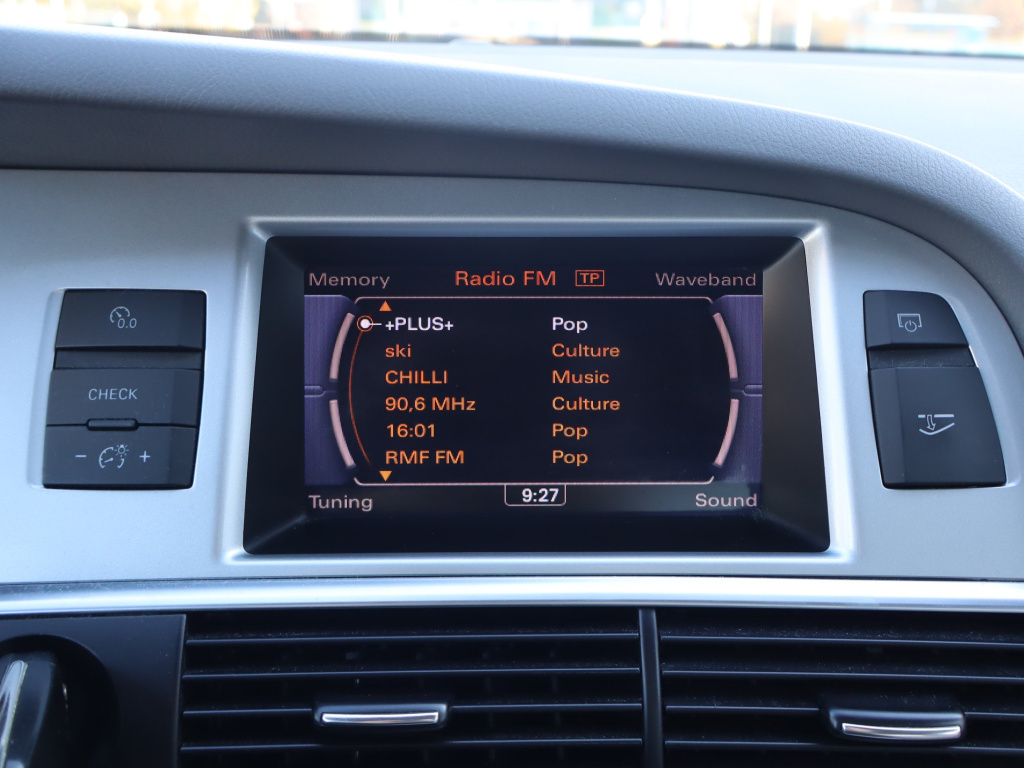 Memory Radio FM TP Waveband
+PLUS+ Pop
ski Culture
CHILLI Music
90,6 MHz Culture
16:01 Pop
RMF FM Pop
Tuning 9:27 Sound
0.0
CHECK
- +